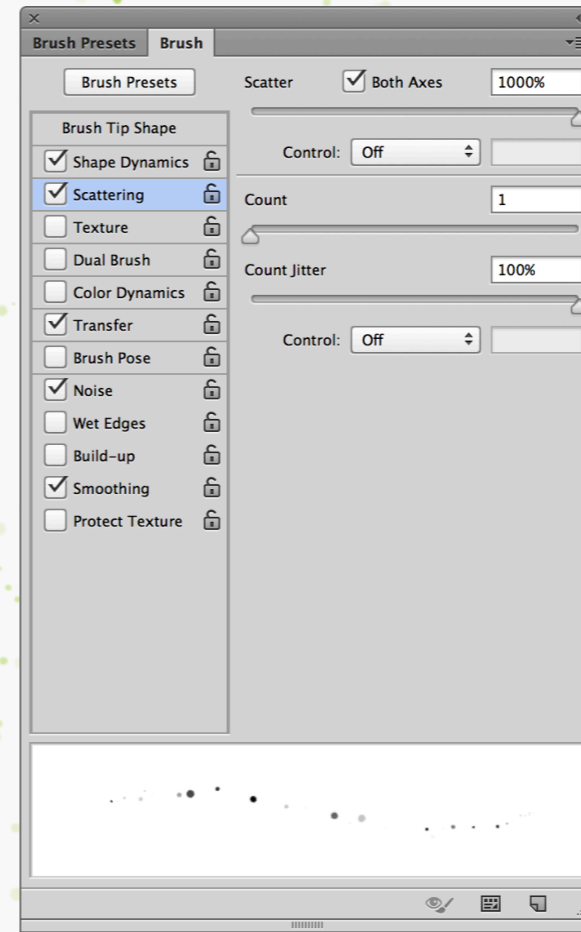 Brush Presets Brush
Brush Presets
Scatter Both Axes 1000%
Brush Tip Shape
Control: Off
Shape Dynamics
Scattering
Count 1
Texture
Dual Brush
Count Jitter 100%
Color Dynamics
Transfer
Control: Off
Brush Pose
Noise
Wet Edges
Build-up
Smoothing
Protect Texture